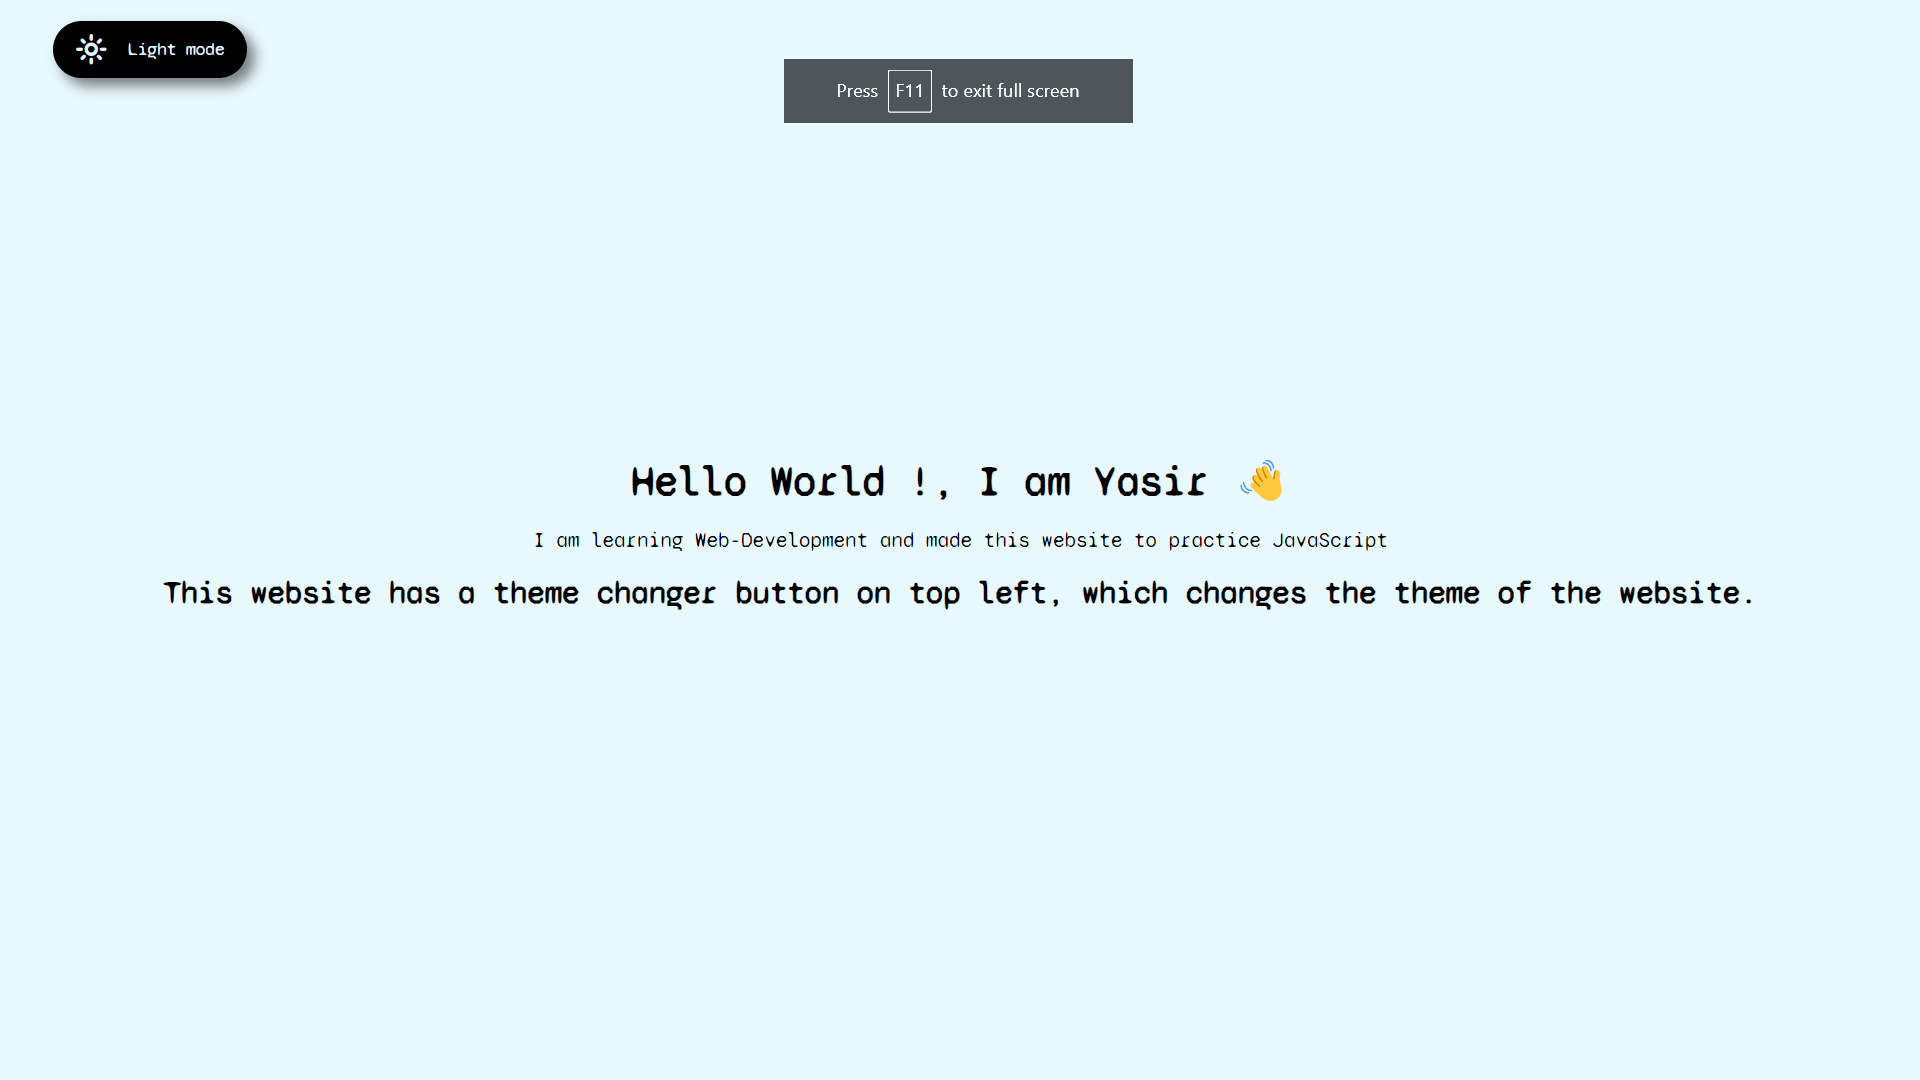 Light mode
Press F11 to exit full screen
Hello World !, I am Yasir 👋
I am learning Web-Development and made this website to practice JavaScript
This website has a theme changer button on top left, which changes the theme of the website.